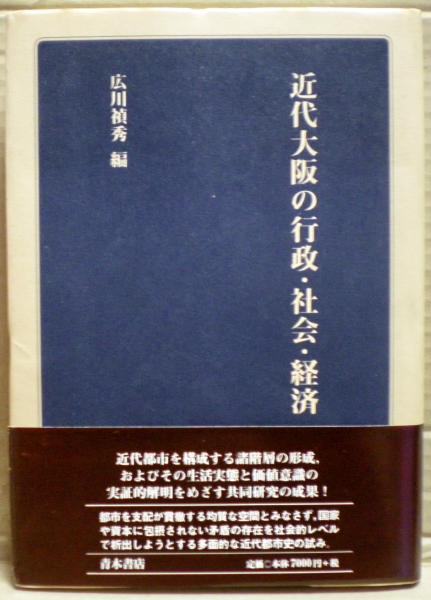 近代大阪の行政・社会・経済
広川禎秀 編
近代都市を構成する諸階層の形成、
およびその生活実態と価値意識の
実証的解明をめざす共同研究の成果！
都市を支配が貫徹する均質な空間とみなさず、国家
や資本に包摂されない矛盾の存在を社会的レベル
で析出しようとする多面的な近代都市史の試み。
青木書店
定価○本体7000円+税